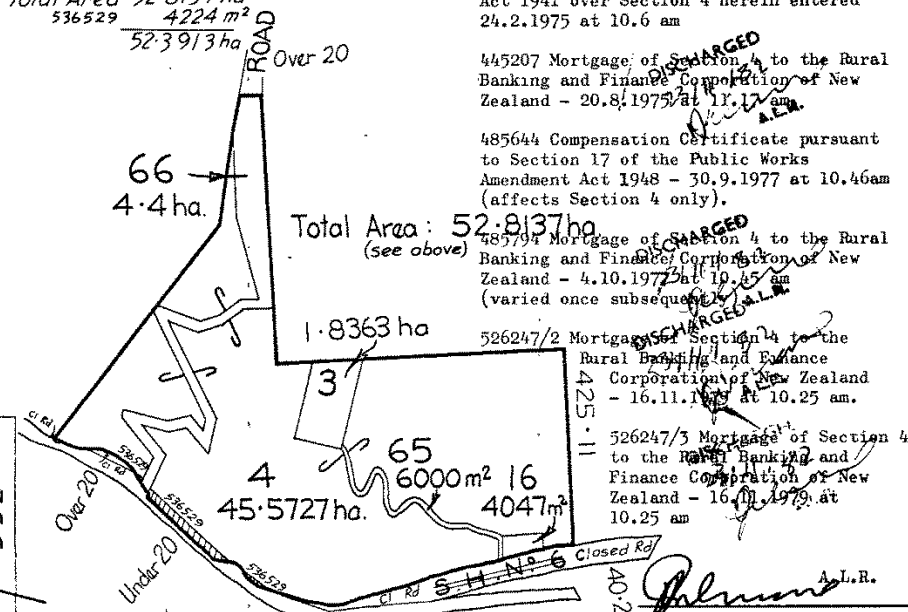 Total Area 52·8137 ha
536529 4224 m²
52·3913 ha
ROAD
Over 20
66
4·4 ha.
Total Area : 52·8137 ha
(see above)
1·8363 ha
3
65
6000 m²
16
4047 m²
4
45·5727 ha.
425·11
Cl Rd
Cl Rd
536529
536529
536529
Over 20
Under 20
Cl Rd
S.H. No 6
Closed Rd
40·2
Act 1941 over Section 4 herein entered
24.2.1975 at 10.6 am
445207 Mortgage of Section 4 to the Rural
Banking and Finance Corporation of New
Zealand - 20.8.1975 at 11.17 am
DISCHARGED
A.L.R.
485644 Compensation Certificate pursuant
to Section 17 of the Public Works
Amendment Act 1948 - 30.9.1977 at 10.46am
(affects Section 4 only).
485794 Mortgage of Section 4 to the Rural
Banking and Finance Corporation of New
Zealand - 4.10.1977 at 10.45 am
(varied once subsequently)
DISCHARGED
A.L.R.
526247/2 Mortgage of Section 4 to the
Rural Banking and Finance
Corporation of New Zealand
- 16.11.1979 at 10.25 am.
DISCHARGED
A.L.R.
526247/3 Mortgage of Section 4
to the Rural Banking and
Finance Corporation of New
Zealand - 16.11.1979 at
10.25 am
A.L.R.